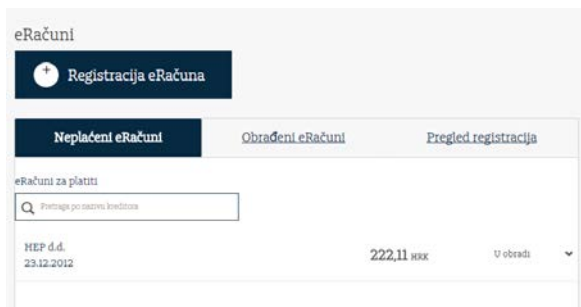 eRačuni
+ Registracija eRačuna
Neplaćeni eRačuni Obrađeni eRačuni Pregled registracija
eRačuni za platiti
Pretraga po nazivu kreditora
HEP d.d. 222,11 HRK U obradi
23.12.2012